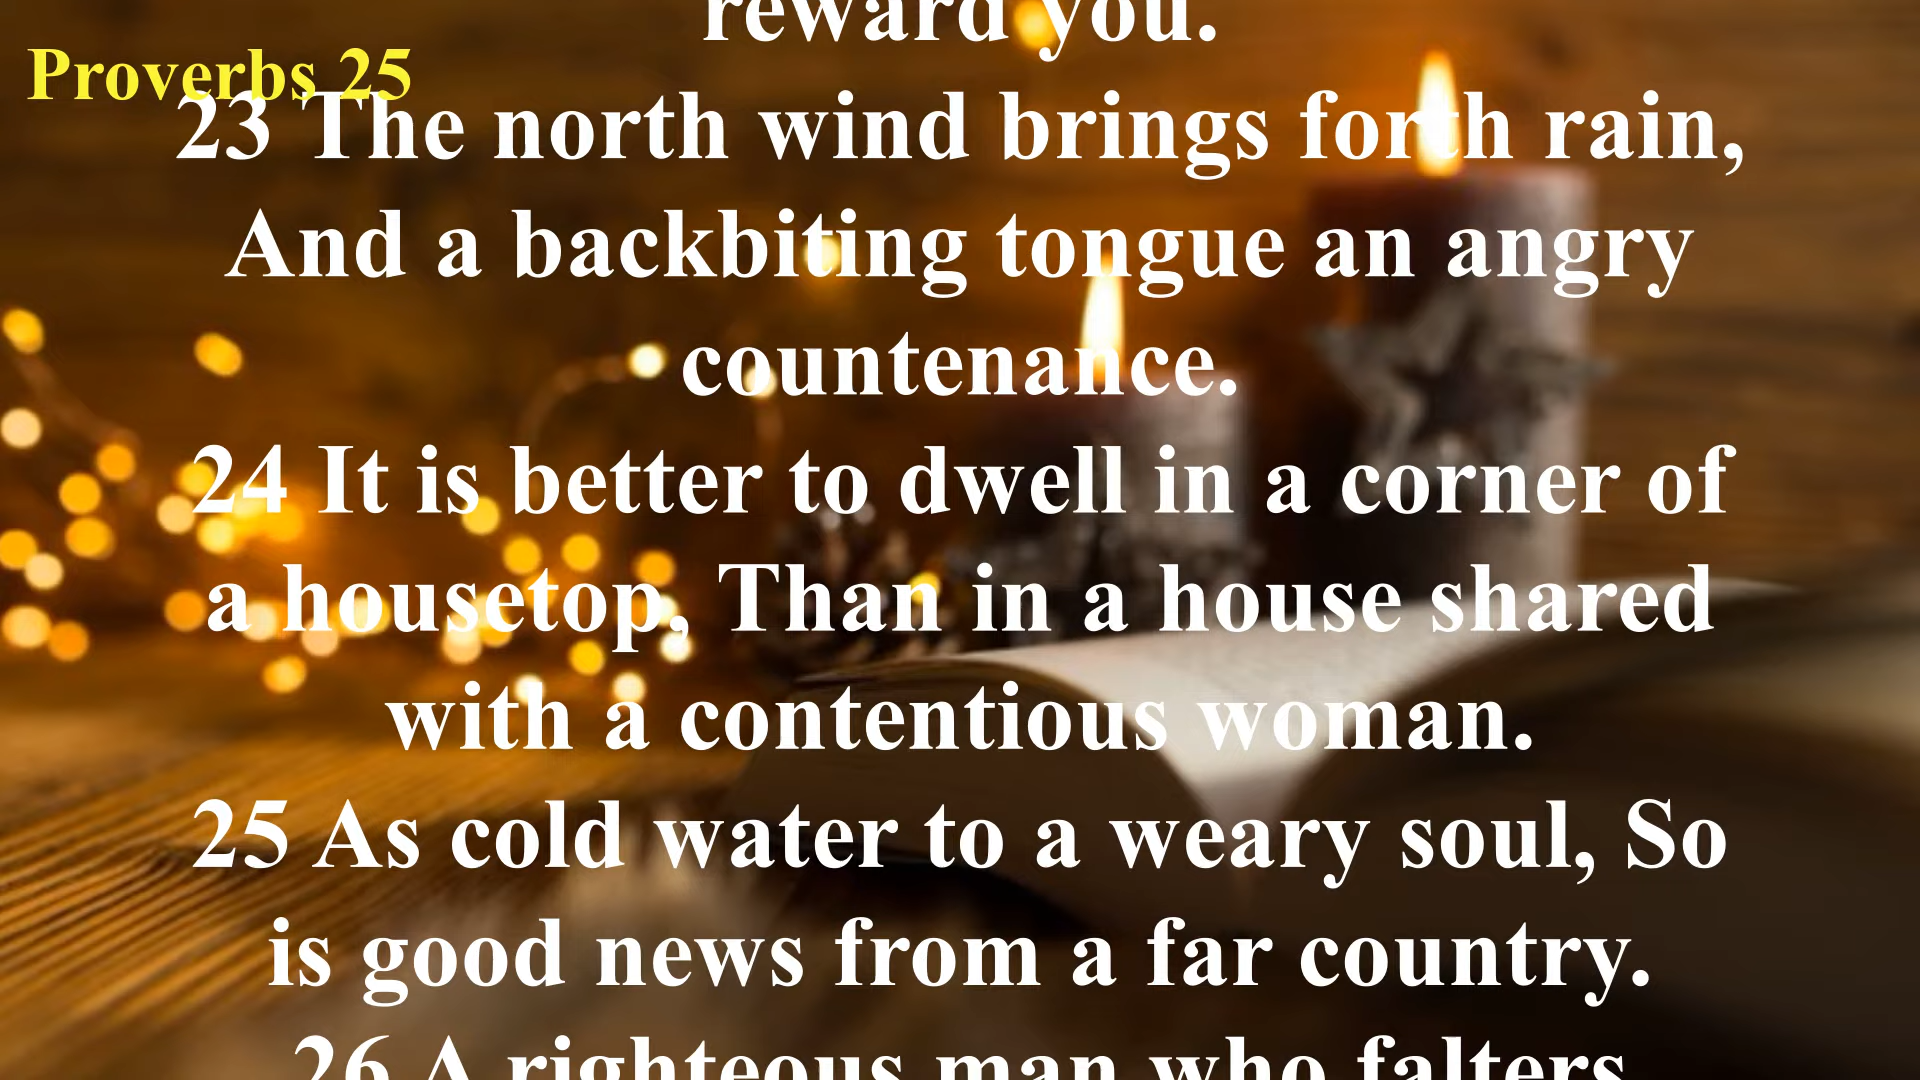 reward you.
Proverbs 25
23 The north wind brings forth rain,
And a backbiting tongue an angry
countenance.
24 It is better to dwell in a corner of
a housetop, Than in a house shared
with a contentious woman.
25 As cold water to a weary soul, So
is good news from a far country.
26 A righteous man who falters